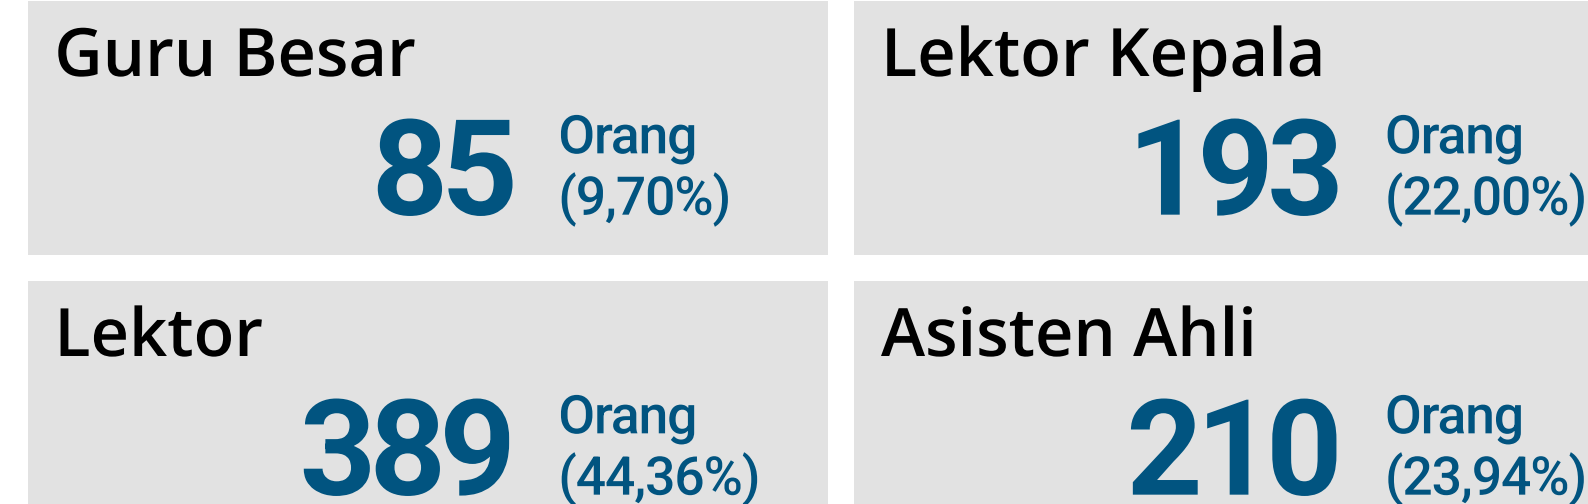 Guru Besar
85
Orang
(9,70%)
Lektor Kepala
193
Orang
(22,00%)
Lektor
389
Orang
(44,36%)
Asisten Ahli
210
Orang
(23,94%)